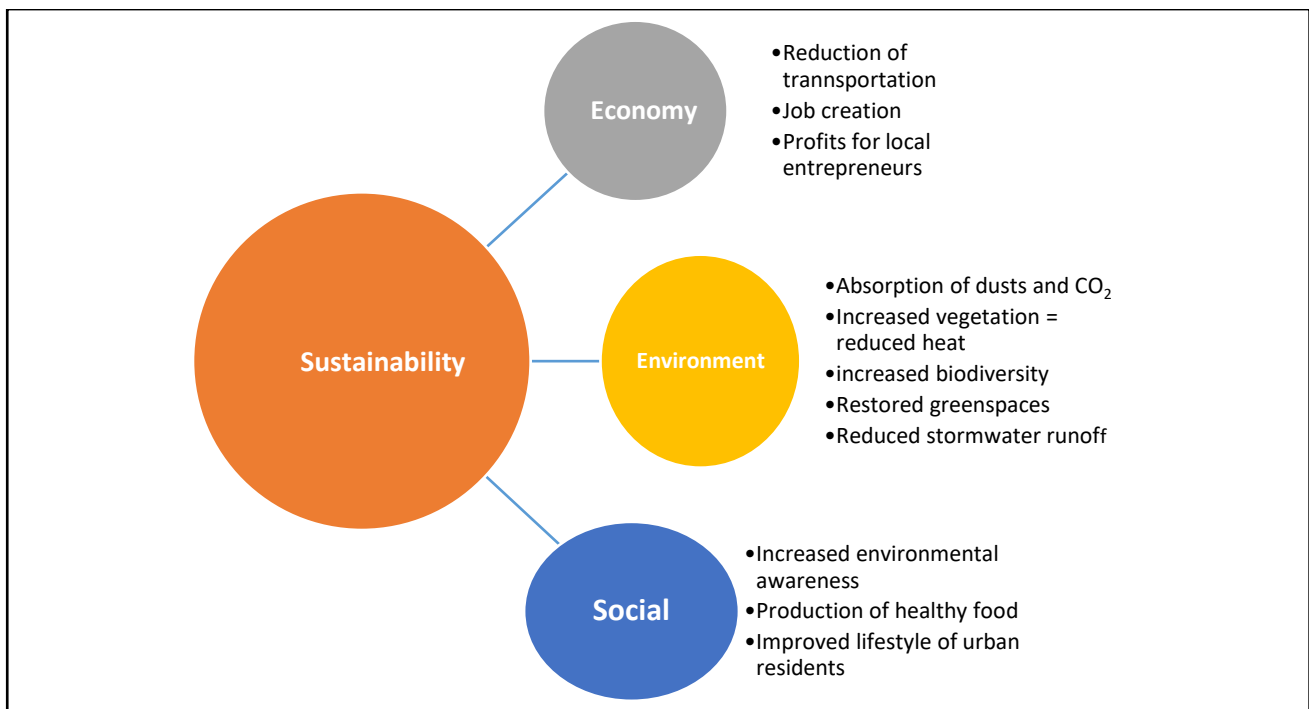 Sustainability
Economy
•Reduction of
trannsportation
•Job creation
•Profits for local
entrepreneurs
Environment
•Absorption of dusts and CO₂
•Increased vegetation =
reduced heat
•increased biodiversity
•Restored greenspaces
•Reduced stormwater runoff
Social
•Increased environmental
awareness
•Production of healthy food
•Improved lifestyle of urban
residents